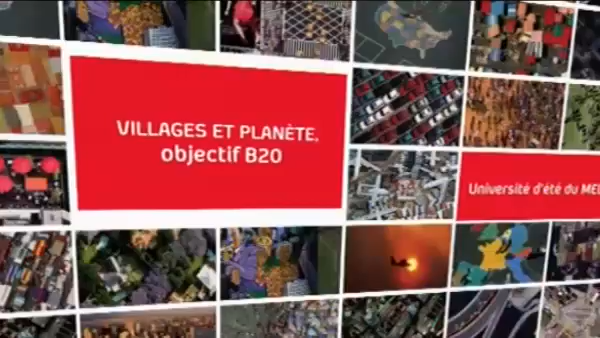 VILLAGES ET PLANÈTE,
objectif B20
Université d'été du